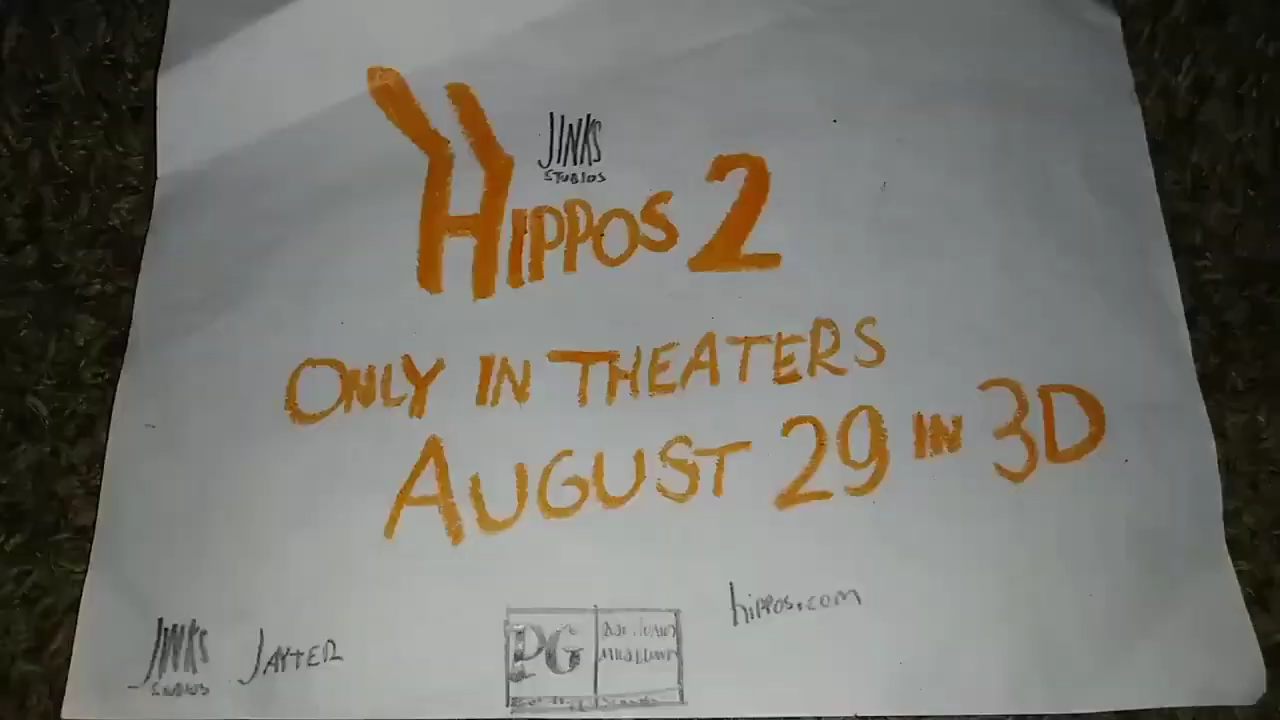 JINKS
STUDIOS
HIPPOS 2
ONLY IN THEATERS
AUGUST 29 IN 3D
hippos.com
JINKS
STUDIOS
JAYTER
PG